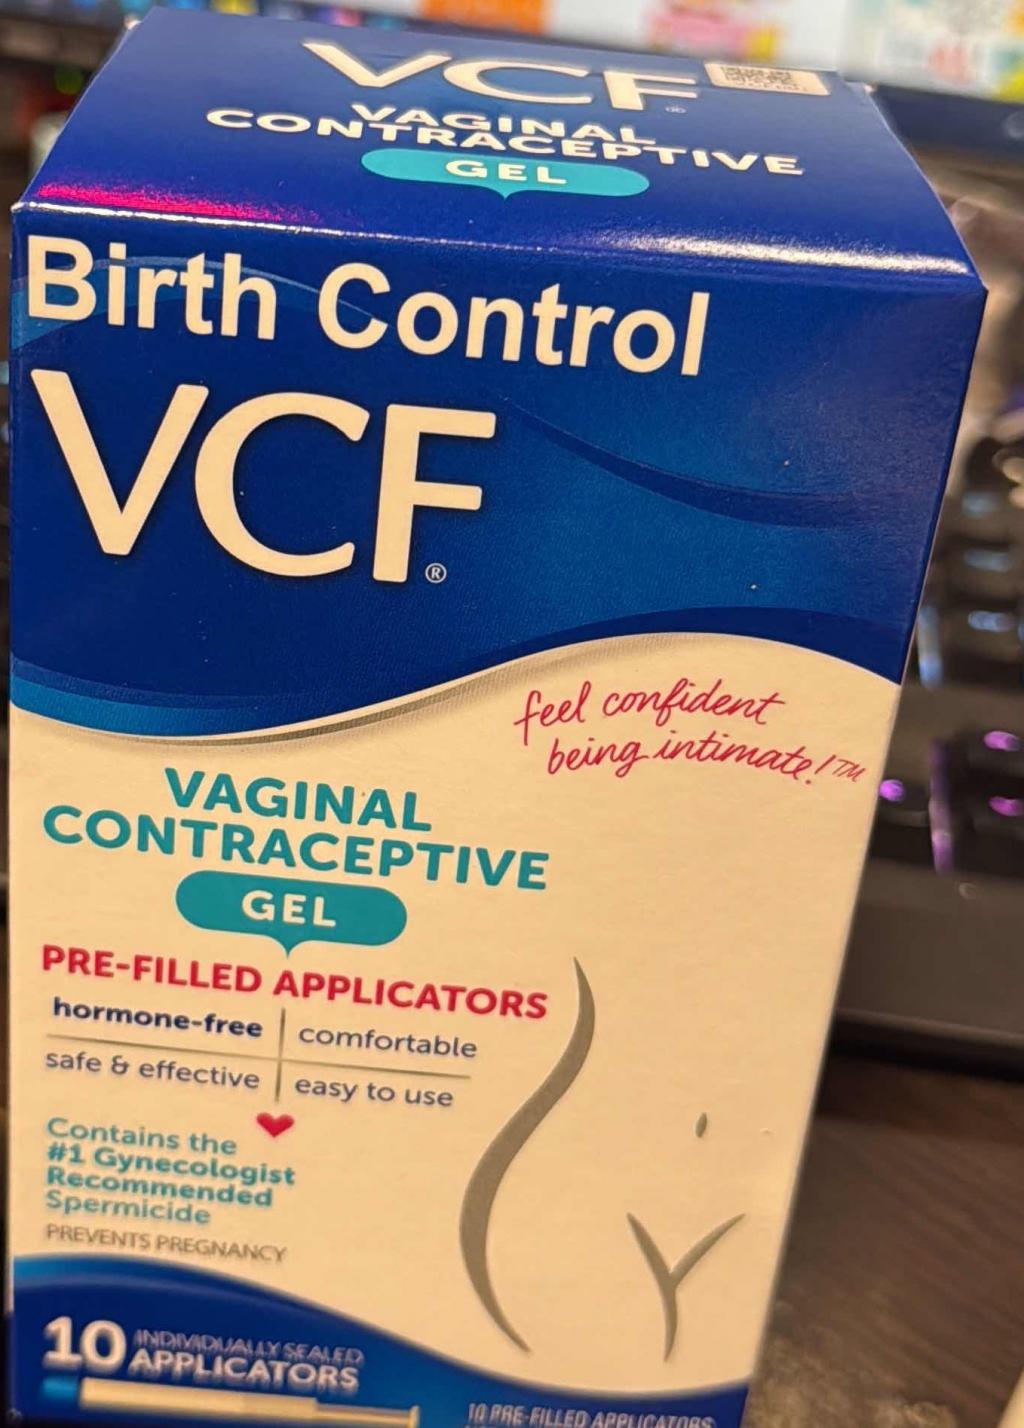 VCF®
VAGINAL
CONTRACEPTIVE
GEL
Birth Control
VCF®
feel confident
being intimate!™
VAGINAL
CONTRACEPTIVE
GEL
PRE-FILLED APPLICATORS
hormone-free
comfortable
safe & effective
easy to use
Contains the
#1 Gynecologist
Recommended
Spermicide
PREVENTS PREGNANCY
10 INDIVIDUALLY SEALED
APPLICATORS
10 PRE-FILLED APPLICATORS